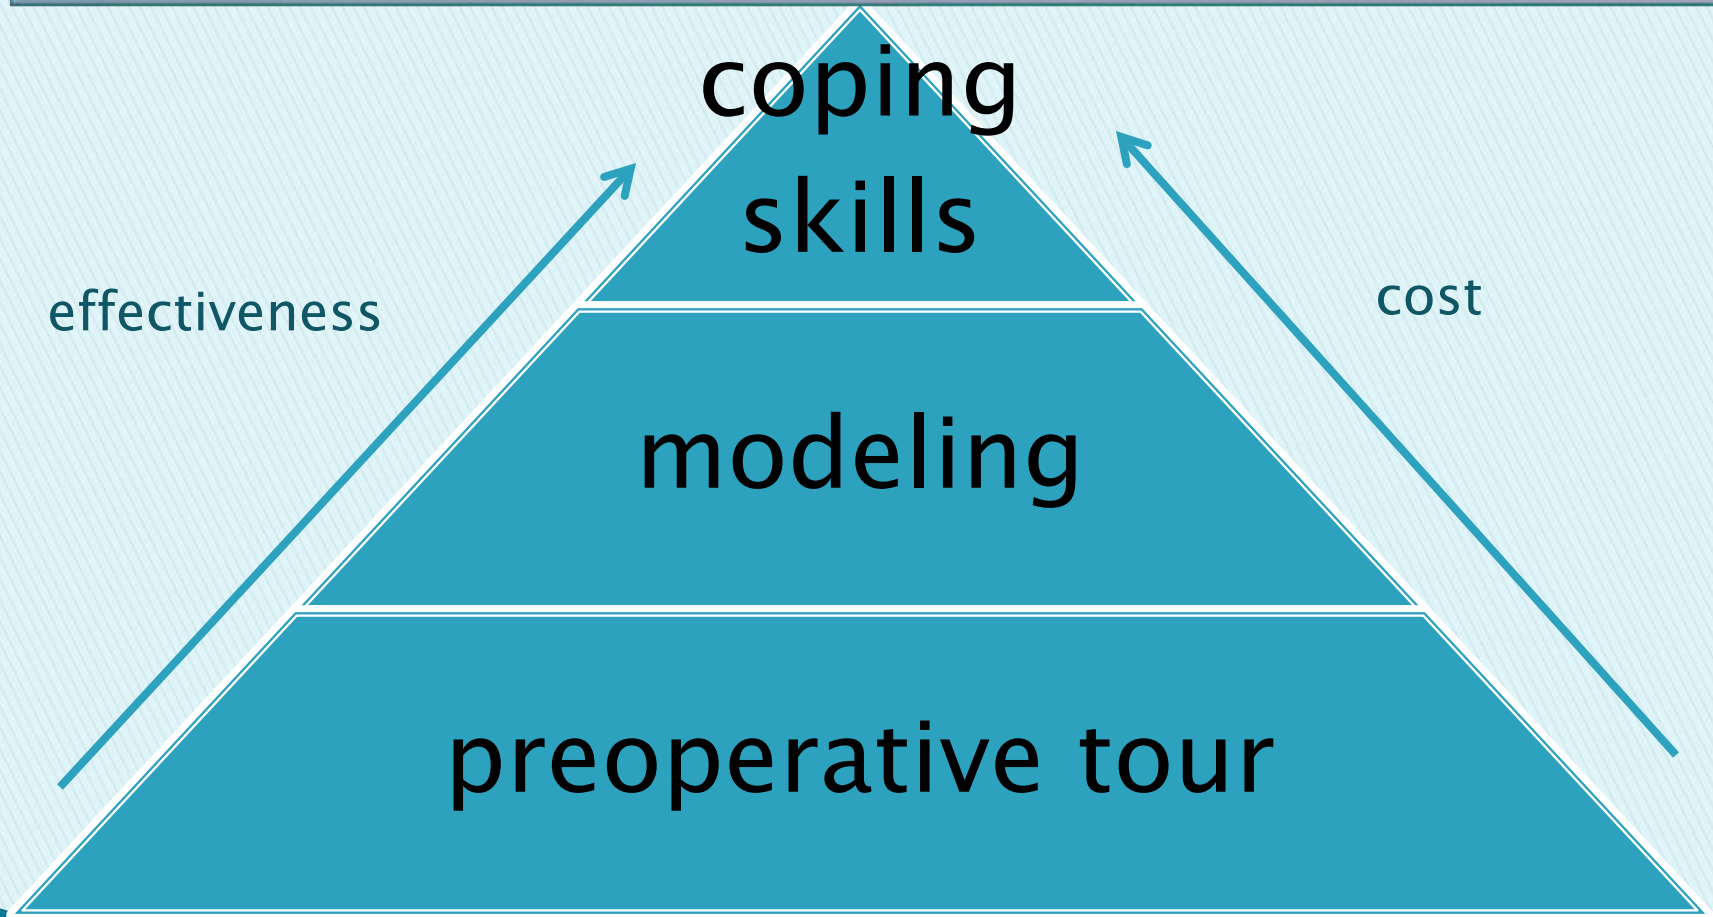 coping
skills
effectiveness
cost
modeling
preoperative tour